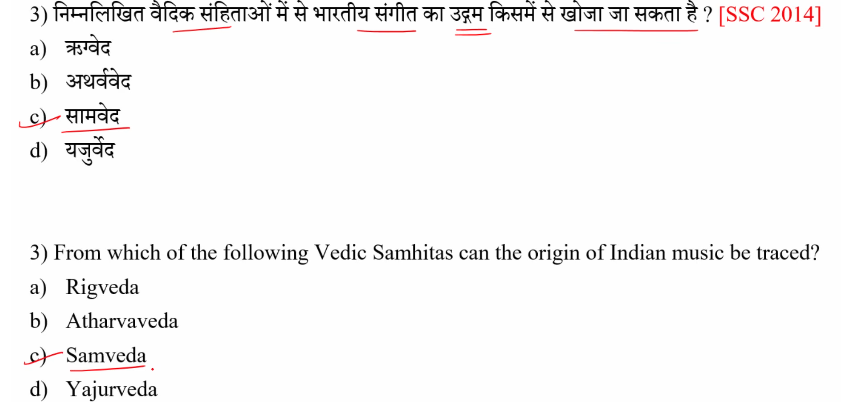 3) निम्नलिखित वैदिक संहिताओं में से भारतीय संगीत का उद्गम किसमें से खोजा जा सकता है ? [SSC 2014]
a) ऋग्वेद
b) अथर्ववेद
c) सामवेद
d) यजुर्वेद
3) From which of the following Vedic Samhitas can the origin of Indian music be traced?
a) Rigveda
b) Atharvaveda
c) Samveda
d) Yajurveda